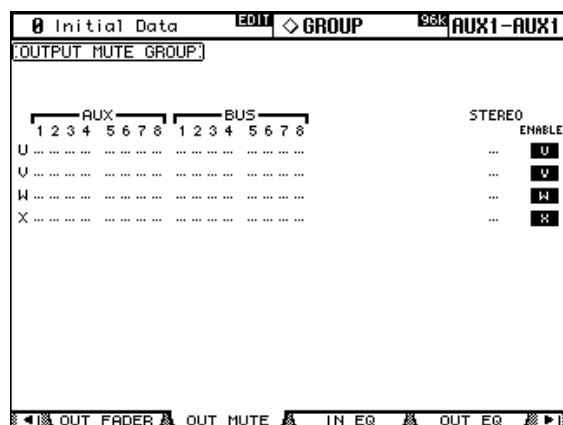 0 Initial Data EDIT ◇GROUP 96k AUX1-AUX1
OUTPUT MUTE GROUP
AUX BUS STEREO
1 2 3 4 5 6 7 8 1 2 3 4 5 6 7 8 ENABLE
U ... ... ... ... ... ... ... ... ... ... ... ... ... ... ... ... ... U
V ... ... ... ... ... ... ... ... ... ... ... ... ... ... ... ... ... V
W ... ... ... ... ... ... ... ... ... ... ... ... ... ... ... ... ... W
X ... ... ... ... ... ... ... ... ... ... ... ... ... ... ... ... ... X
OUT FADER OUT MUTE IN EQ OUT EQ